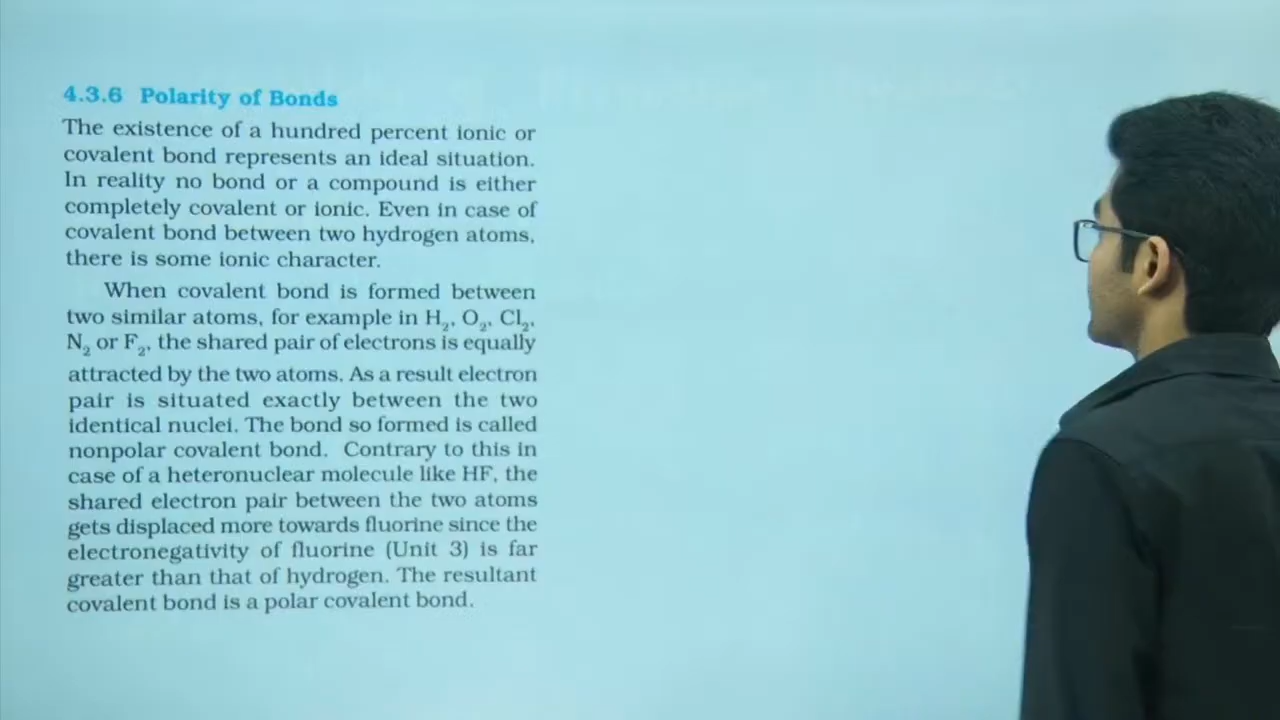 4.3.6 Polarity of Bonds
The existence of a hundred percent ionic or
covalent bond represents an ideal situation.
In reality no bond or a compound is either
completely covalent or ionic. Even in case of
covalent bond between two hydrogen atoms,
there is some ionic character.
When covalent bond is formed between
two similar atoms, for example in H₂, O₂, Cl₂,
N₂ or F₂, the shared pair of electrons is equally
attracted by the two atoms. As a result electron
pair is situated exactly between the two
identical nuclei. The bond so formed is called
nonpolar covalent bond. Contrary to this in
case of a heteronuclear molecule like HF, the
shared electron pair between the two atoms
gets displaced more towards fluorine since the
electronegativity of fluorine (Unit 3) is far
greater than that of hydrogen. The resultant
covalent bond is a polar covalent bond.